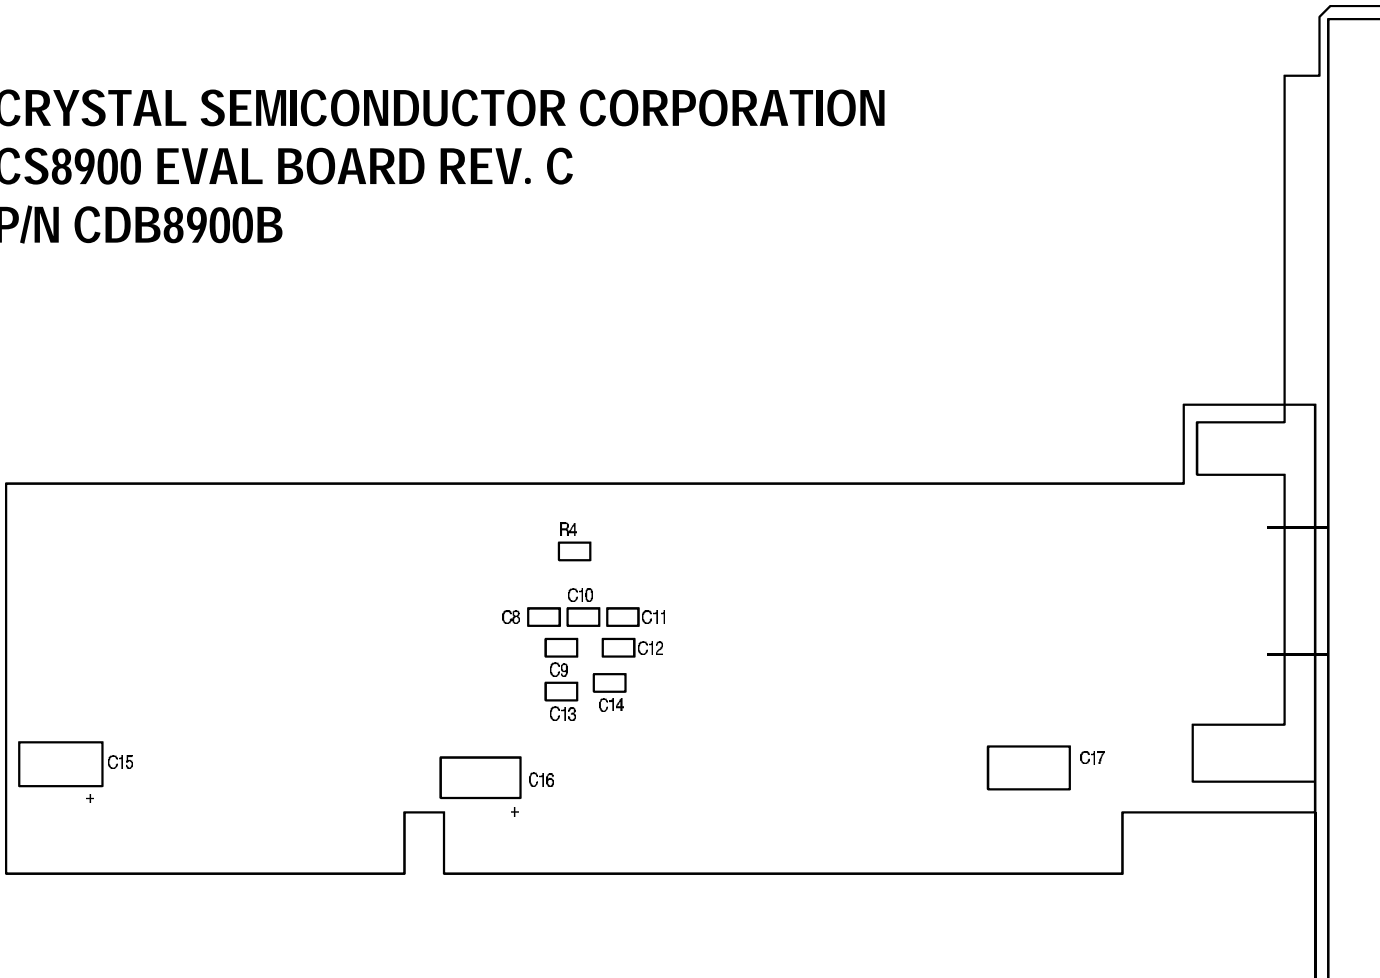 CRYSTAL SEMICONDUCTOR CORPORATION
CS8900 EVAL BOARD REV. C
P/N CDB8900B
R4
C10
C8
C11
C12
C9
C14
C13
C15
+
C16
+
C17